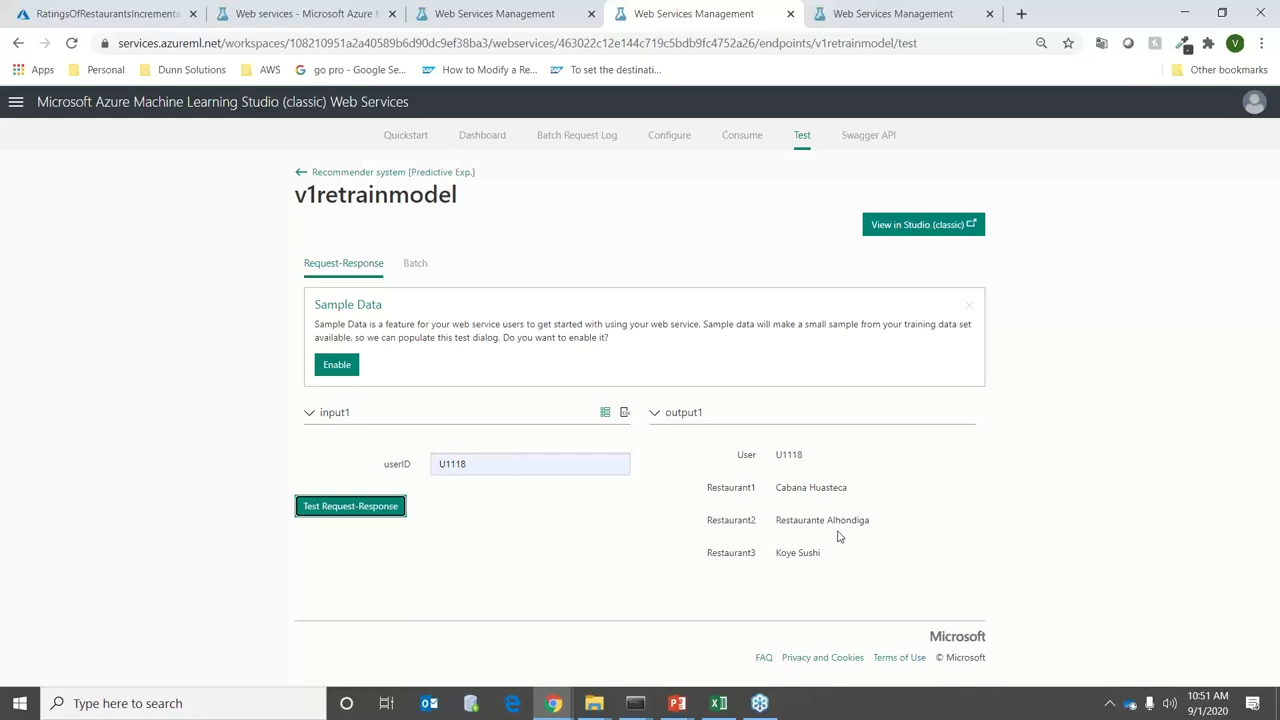 RatingsOfRestaurantsIncrementa
Web services - Microsoft Azure M
Web Services Management
Web Services Management
Web Services Management
services.azureml.net/workspaces/108210951a2a40589b6d90dc9ef38ba3/webservices/463022c12e144c719c5bdb9fc4752a26/endpoints/v1retrainmodel/test
V
Apps
Personal
Dunn Solutions
AWS
go pro - Google Se...
How to Modify a Re...
To set the destinati...
Other bookmarks
Microsoft Azure Machine Learning Studio (classic) Web Services
Quickstart
Dashboard
Batch Request Log
Configure
Consume
Test
Swagger API
Recommender system [Predictive Exp.]
v1retrainmodel
View in Studio (classic)
Request-Response
Batch
Sample Data
Sample Data is a feature for your web service users to get started with using your web service. Sample data will make a small sample from your training data set
available, so we can populate this test dialog. Do you want to enable it?
Enable
input1
output1
userID
U1118
User
U1118
Restaurant1
Cabana Huasteca
Test Request-Response
Restaurant2
Restaurante Alhondiga
Restaurant3
Koye Sushi
Microsoft
FAQ
Privacy and Cookies
Terms of Use
© Microsoft
Type here to search
10:51 AM
9/1/2020